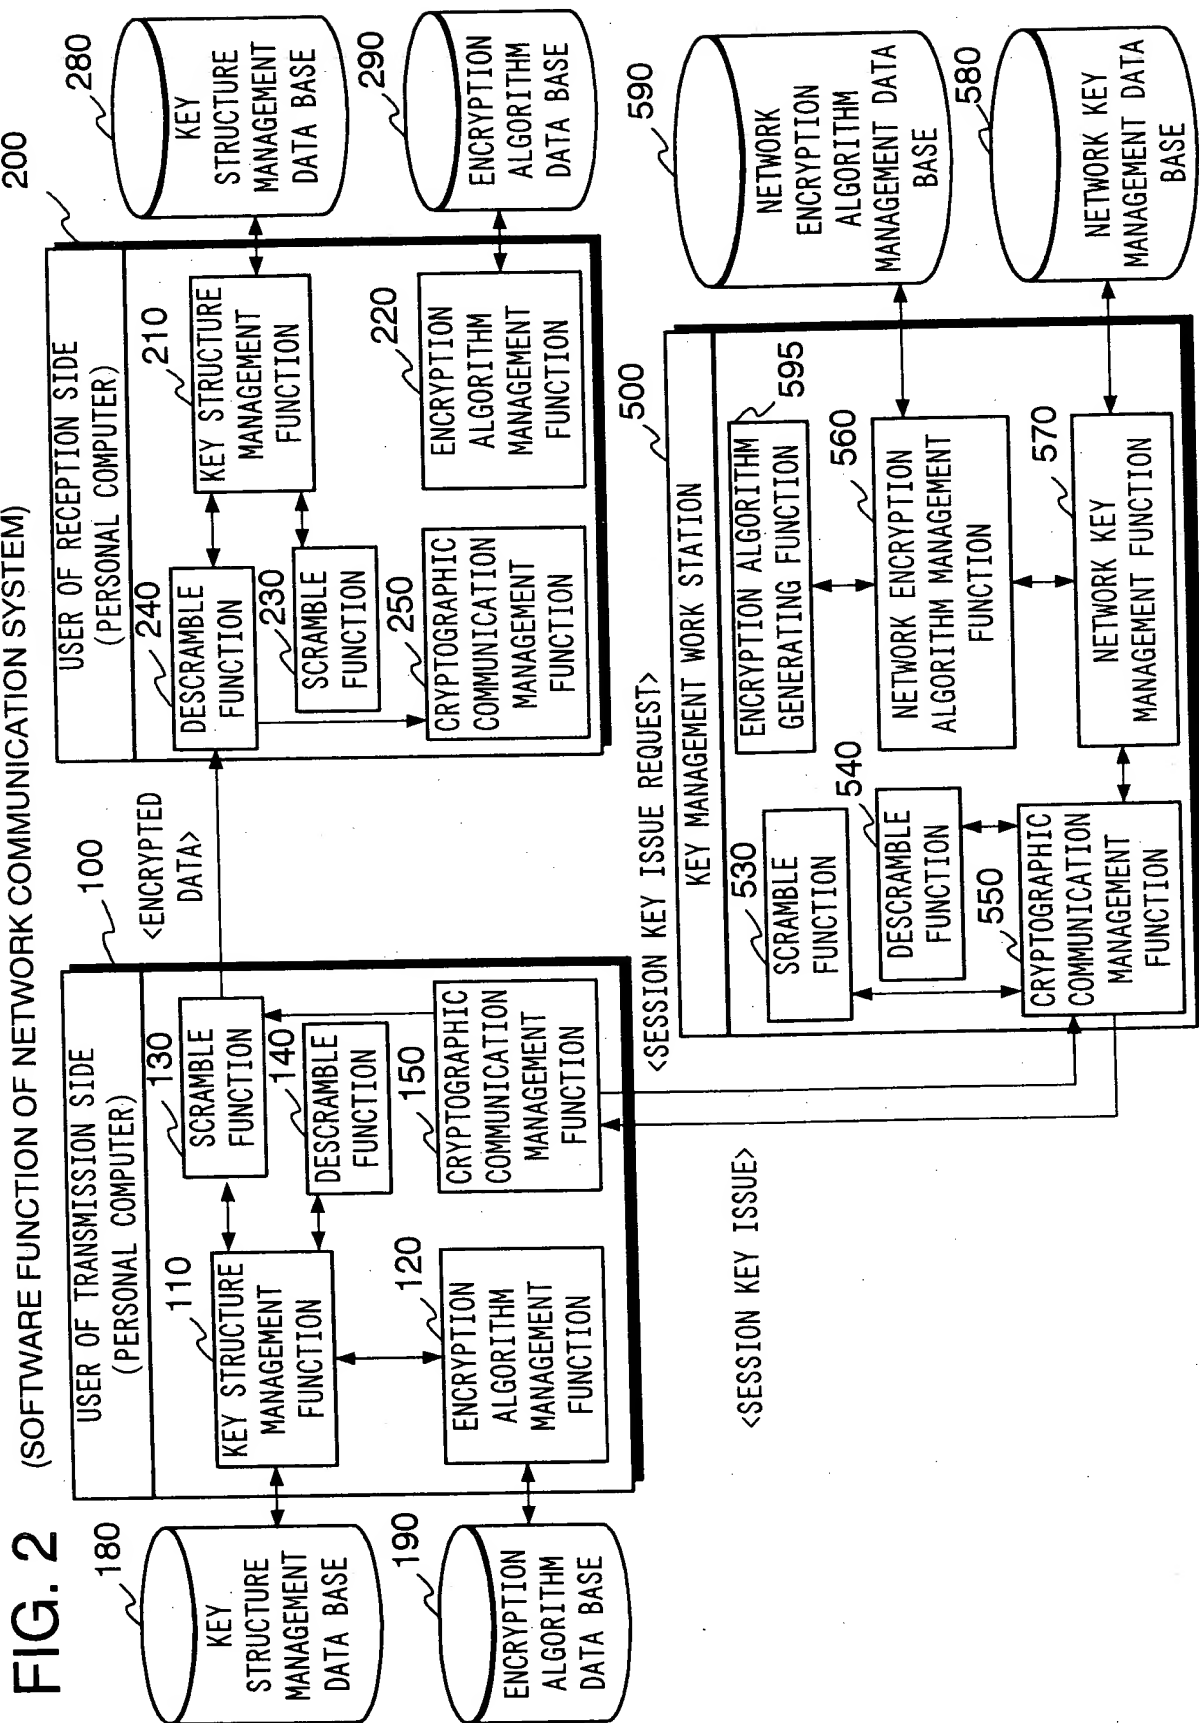 FIG. 2
(SOFTWARE FUNCTION OF NETWORK COMMUNICATION SYSTEM)
180
KEY
STRUCTURE
MANAGEMENT
DATA BASE
190
ENCRYPTION
ALGORITHM
DATA BASE
100
USER OF TRANSMISSION SIDE
(PERSONAL COMPUTER)
110
KEY STRUCTURE
MANAGEMENT
FUNCTION
120
ENCRYPTION
ALGORITHM
MANAGEMENT
FUNCTION
130
SCRAMBLE
FUNCTION
140
DESCRAMBLE
FUNCTION
150
CRYPTOGRAPHIC
COMMUNICATION
MANAGEMENT
FUNCTION
<ENCRYPTED
DATA>
200
USER OF RECEPTION SIDE
(PERSONAL COMPUTER)
240
DESCRAMBLE
FUNCTION
230
SCRAMBLE
FUNCTION
250
CRYPTOGRAPHIC
COMMUNICATION
MANAGEMENT
FUNCTION
210
KEY STRUCTURE
MANAGEMENT
FUNCTION
220
ENCRYPTION
ALGORITHM
MANAGEMENT
FUNCTION
280
KEY
STRUCTURE
MANAGEMENT
DATA BASE
290
ENCRYPTION
ALGORITHM
DATA BASE
<SESSION KEY ISSUE REQUEST>
<SESSION KEY ISSUE>
500
KEY MANAGEMENT WORK STATION
530
SCRAMBLE
FUNCTION
540
DESCRAMBLE
FUNCTION
550
CRYPTOGRAPHIC
COMMUNICATION
MANAGEMENT
FUNCTION
595
ENCRYPTION ALGORITHM
GENERATING FUNCTION
560
NETWORK ENCRYPTION
ALGORITHM MANAGEMENT
FUNCTION
570
NETWORK KEY
MANAGEMENT FUNCTION
590
NETWORK
ENCRYPTION
ALGORITHM
MANAGEMENT DATA
BASE
580
NETWORK KEY
MANAGEMENT DATA
BASE